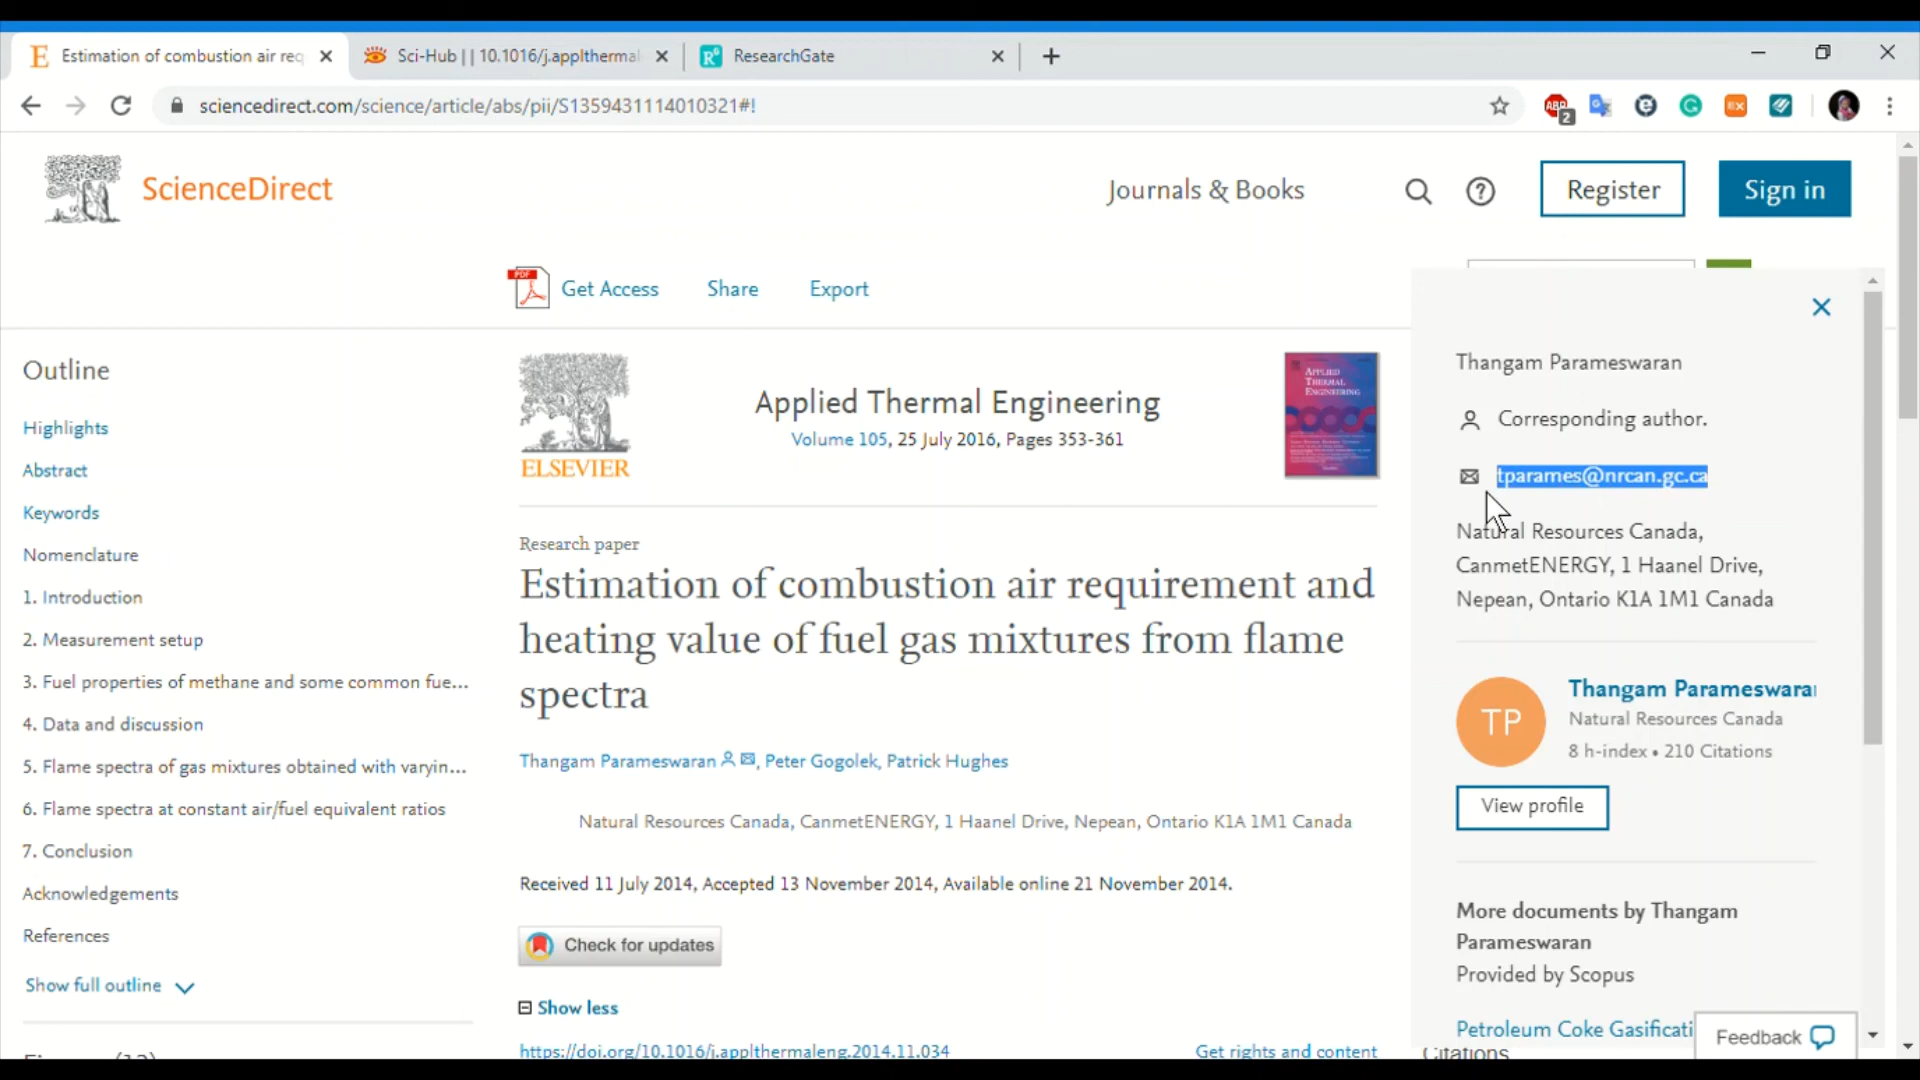 Estimation of combustion air req
Sci-Hub | | 10.1016/j.applthermal
ResearchGate
sciencedirect.com/science/article/abs/pii/S1359431114010321#!
ABP
2
EX
ScienceDirect
Journals & Books
Register
Sign in
PDF
Get Access
Share
Export
Outline
Highlights
Abstract
Keywords
Nomenclature
1. Introduction
2. Measurement setup
3. Fuel properties of methane and some common fue...
4. Data and discussion
5. Flame spectra of gas mixtures obtained with varyin...
6. Flame spectra at constant air/fuel equivalent ratios
7. Conclusion
Acknowledgements
References
Show full outline
ELSEVIER
Applied Thermal Engineering
Volume 105, 25 July 2016, Pages 353-361
APPLIED
THERMAL
ENGINEERING
Research paper
Estimation of combustion air requirement and
heating value of fuel gas mixtures from flame
spectra
Thangam Parameswaran, Peter Gogolek, Patrick Hughes
Natural Resources Canada, CanmetENERGY, 1 Haanel Drive, Nepean, Ontario K1A 1M1 Canada
Received 11 July 2014, Accepted 13 November 2014, Available online 21 November 2014.
Check for updates
Show less
https://doi.org/10.1016/j.applthermaleng.2014.11.034
Get rights and content
Thangam Parameswaran
Corresponding author.
tparames@nrcan.gc.ca
Natural Resources Canada,
CanmetENERGY, 1 Haanel Drive,
Nepean, Ontario K1A 1M1 Canada
TP
Thangam Parameswaran
Natural Resources Canada
8 h-index • 210 Citations
View profile
More documents by Thangam
Parameswaran
Provided by Scopus
Petroleum Coke Gasificati
Feedback
Citations